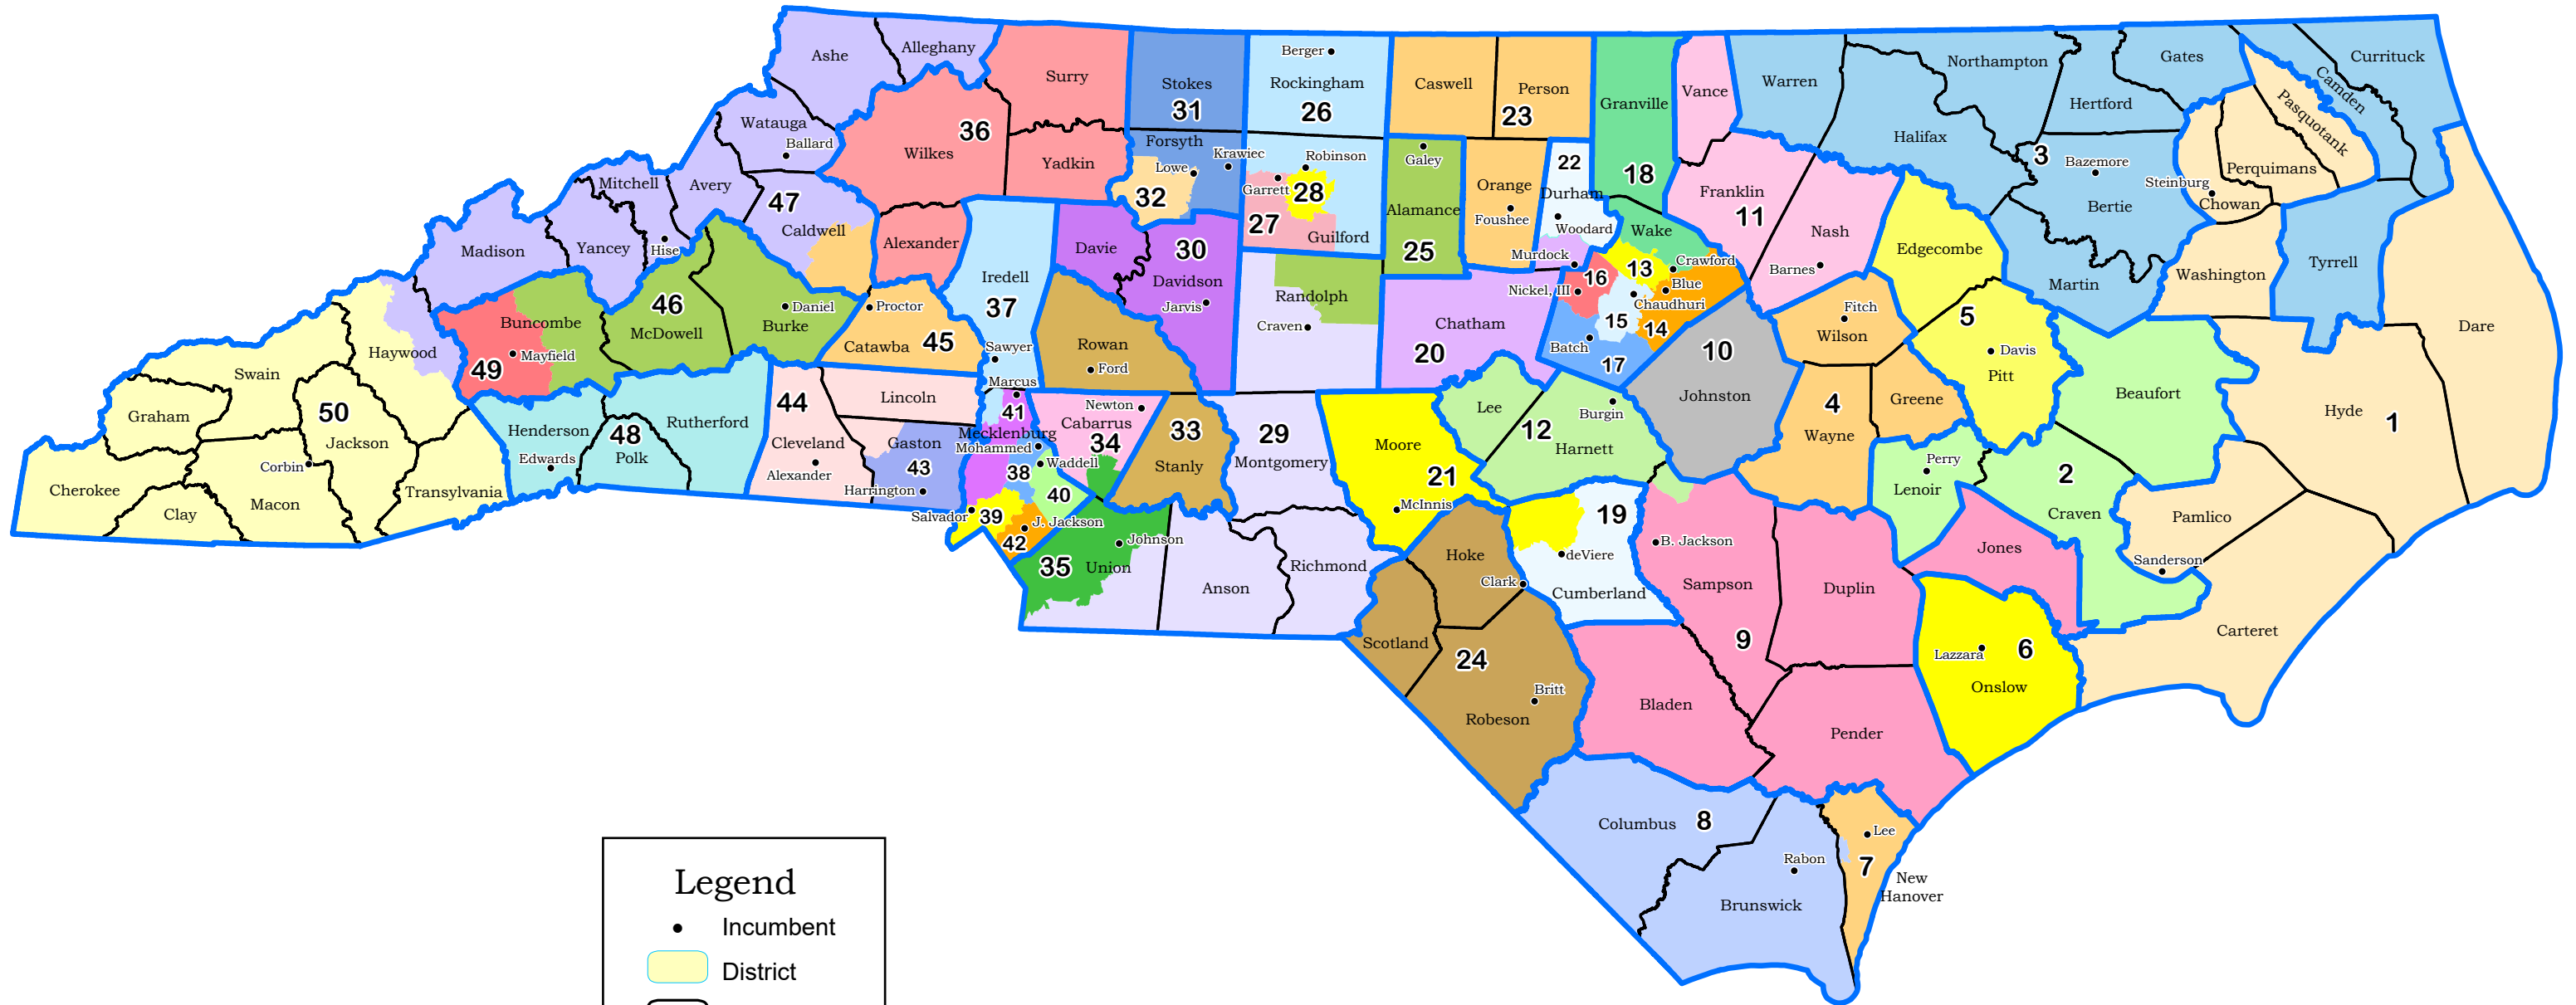 Ashe
Alleghany
Surry
Stokes
31
Berger
Rockingham
26
Caswell
Person
23
Granville
18
Vance
Warren
Northampton
Gates
Currituck
Camden
Pasquotank
Hertford
Halifax
3
Bazemore
Bertie
Steinburg
Chowan
Perquimans
Watauga
Ballard
Wilkes
36
Yadkin
Forsyth
Krawiec
Lowe
32
Robinson
Garrett
28
27
Guilford
Galey
Alamance
25
Orange
Foushee
22
Durham
Woodard
Murdock
Wake
Franklin
11
Nash
Barnes
Edgecombe
Martin
Washington
Tyrrell
Dare
Mitchell
Avery
47
Caldwell
Madison
Yancey
Hise
Alexander
Iredell
37
Davie
30
Davidson
Jarvis
Randolph
Craven
Chatham
20
13
Crawford
16
Nickel, III
Blue
Chaudhuri
15
14
Batch
17
10
Johnston
Fitch
Wilson
5
Davis
Pitt
Beaufort
Hyde
1
Haywood
Buncombe
49
Mayfield
46
McDowell
Daniel
Burke
Proctor
Catawba
45
Sawyer
Marcus
41
Rowan
Ford
Swain
Graham
50
Jackson
Corbin
Cherokee
Clay
Macon
Transylvania
Henderson
Edwards
48
Polk
Rutherford
44
Cleveland
Alexander
Lincoln
Gaston
43
Harrington
Mecklenburg
Mohammed
38
Waddell
40
Salvador
39
J. Jackson
42
Newton
Cabarrus
34
33
Stanly
29
Montgomery
Moore
21
McInnis
Lee
12
Burgin
Harnett
4
Wayne
Greene
Perry
Lenoir
2
Craven
Pamlico
Sanderson
Carteret
Jones
35
Union
Johnson
Anson
Richmond
Hoke
Clark
Scotland
24
Britt
Robeson
19
deViere
Cumberland
B. Jackson
Sampson
Duplin
9
Bladen
Pender
Lazzara
6
Onslow
Columbus
8
Rabon
Brunswick
Lee
7
New
Hanover
Legend
Incumbent
District